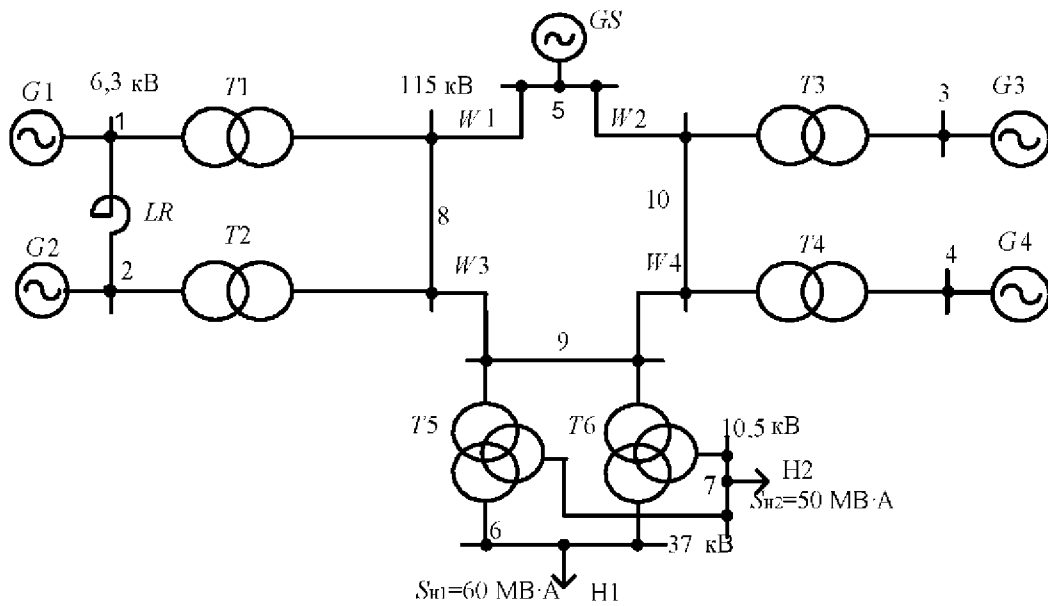 GS
G1
6,3 кВ
T1
115 кВ
W1
5
W2
T3
3
G3
1
LR
8
10
G2
2
T2
W3
W4
T4
4
G4
9
T5
T6
10,5 кВ
7
H2
Sн2=50 МВ·А
6
37 кВ
Sн1=60 МВ·А
H1